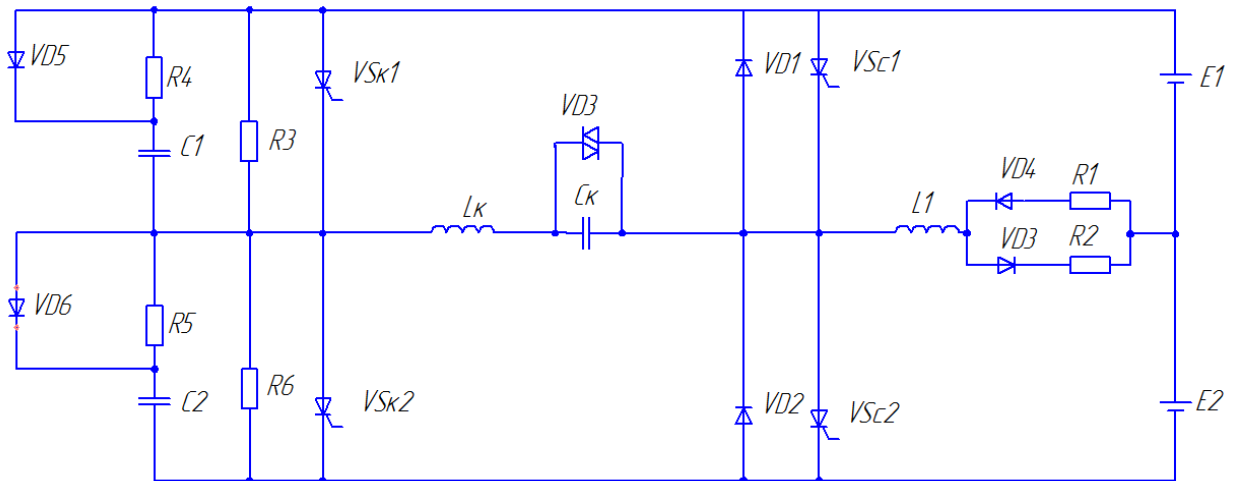 VD5
R4
C1
R3
VSк1
VD3
Cк
Lк
VD1
VSc1
E1
VD4
R1
L1
VD3
R2
VD6
R5
C2
R6
VSк2
VD2
VSc2
E2